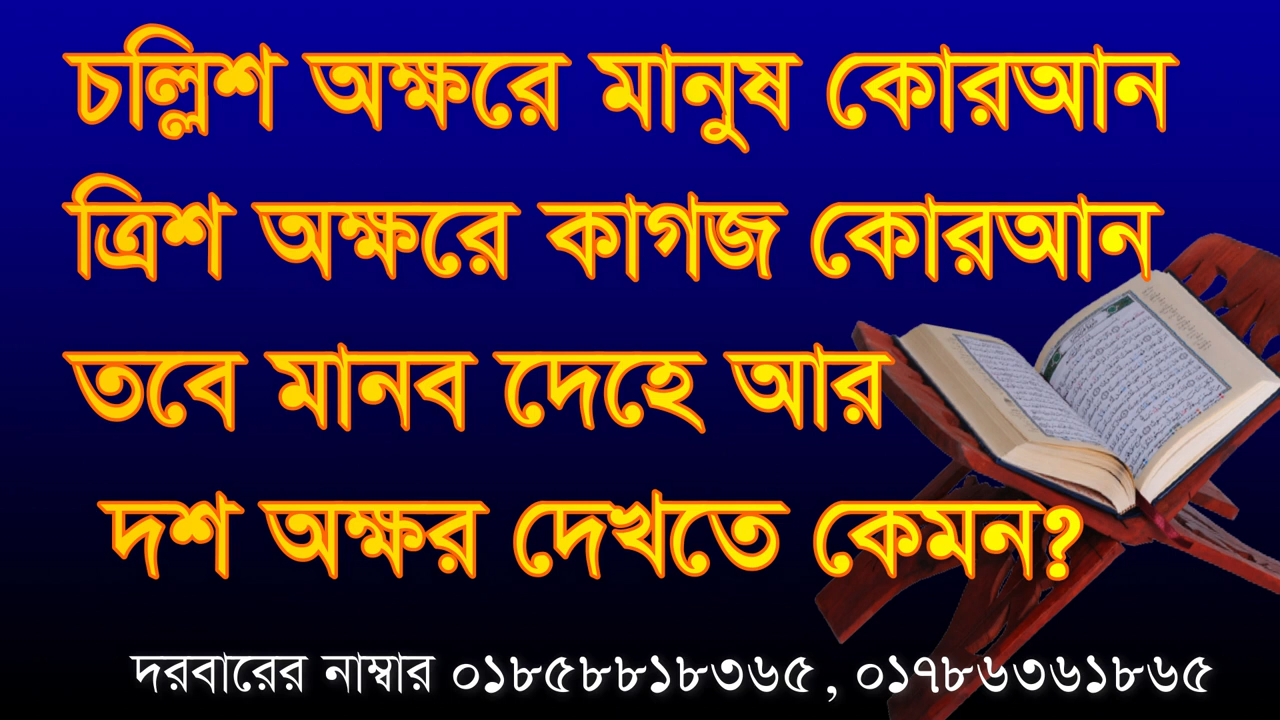 চল্লিশ অক্ষরে মানুষ কোরআন
ত্রিশ অক্ষরে কাগজ কোরআন
তবে মানব দেহে আর
দশ অক্ষর দেখতে কেমন?
দরবারের নাম্বার ০১৮৫৮৮১৮৩৬৫, ০১৭৮৬৩৬১৮৬৫